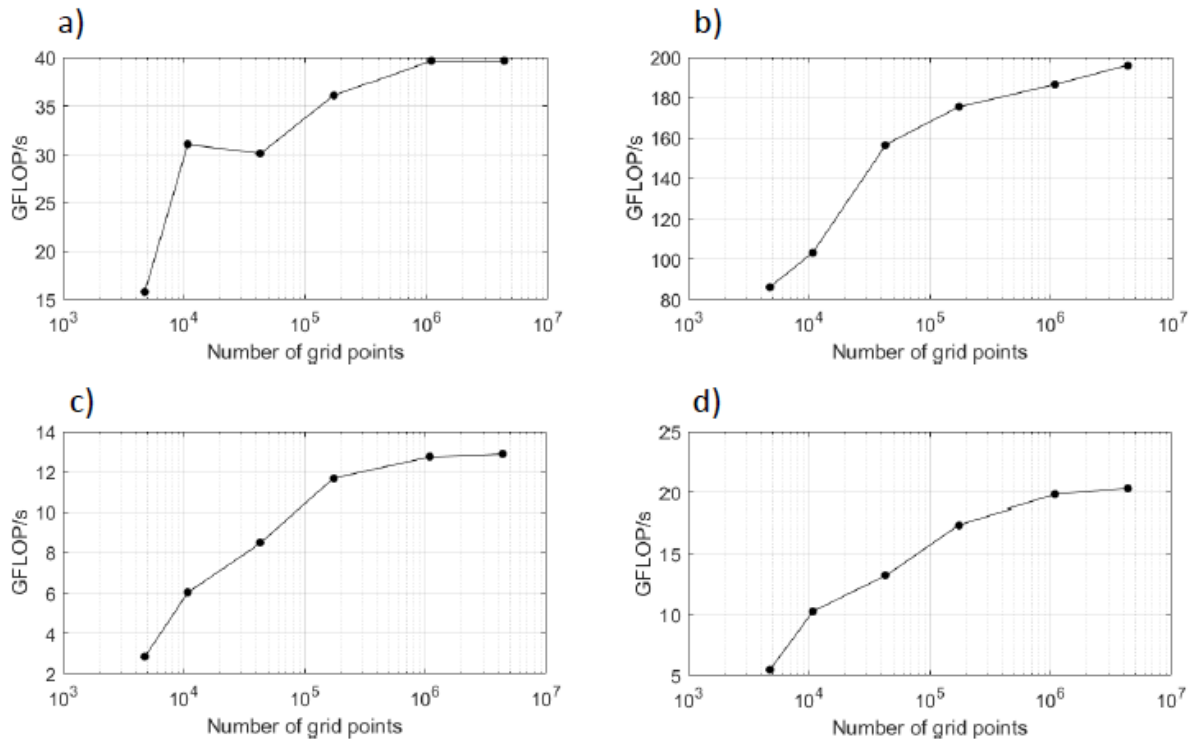 a)
40
35
30
25
20
15
GFLOP/s
10^3 10^4 10^5 10^6 10^7
Number of grid points
b)
200
180
160
140
120
100
80
GFLOP/s
10^3 10^4 10^5 10^6 10^7
Number of grid points
c)
14
12
10
8
6
4
2
GFLOP/s
10^3 10^4 10^5 10^6 10^7
Number of grid points
d)
25
20
15
10
5
GFLOP/s
10^3 10^4 10^5 10^6 10^7
Number of grid points